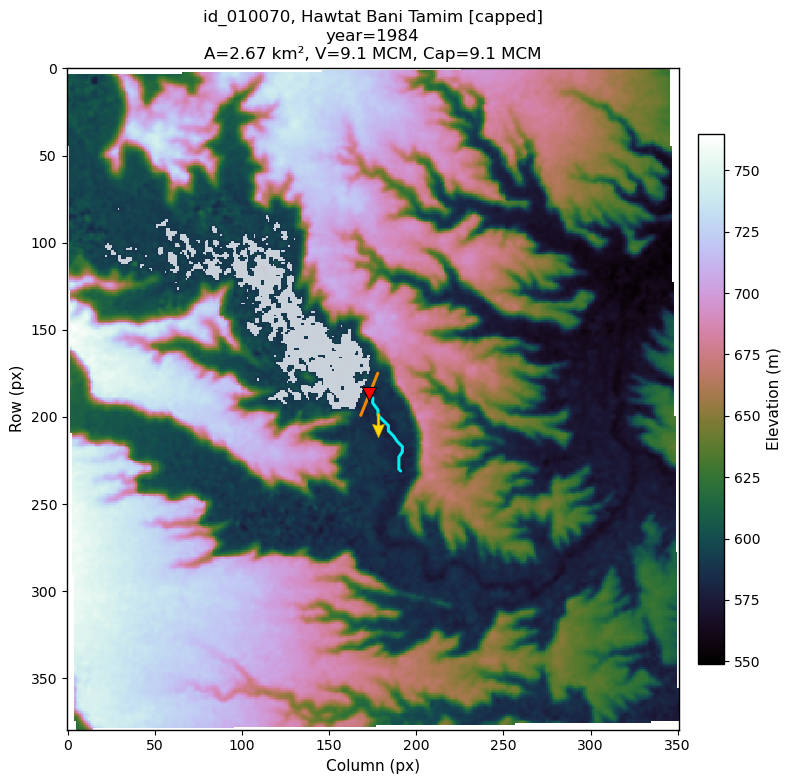 id_010070, Hawtat Bani Tamim [capped]
year=1984
A=2.67 km², V=9.1 MCM, Cap=9.1 MCM
0
50
100
150
200
250
300
350
Row (px)
0 50 100 150 200 250 300 350
Column (px)
750
725
700
675
650
625
600
575
550
Elevation (m)